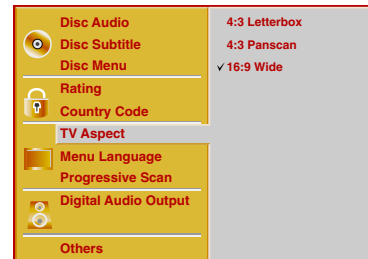 Disc Audio
Disc Subtitle
Disc Menu
Rating
Country Code
TV Aspect
Menu Language
Progressive Scan
Digital Audio Output
Others
4:3 Letterbox
4:3 Panscan
✓ 16:9 Wide